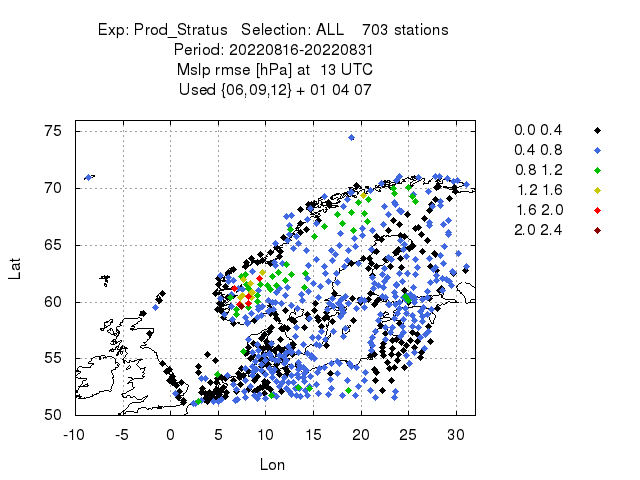 Exp: Prod_Stratus   Selection: ALL    703 stations
Period: 20220816-20220831
Mslp rmse [hPa] at  13 UTC
Used {06,09,12} + 01 04 07
0.0 0.4
0.4 0.8
0.8 1.2
1.2 1.6
1.6 2.0
2.0 2.4
75
70
65
60
55
50
Lat
-10 -5 0 5 10 15 20 25 30
Lon